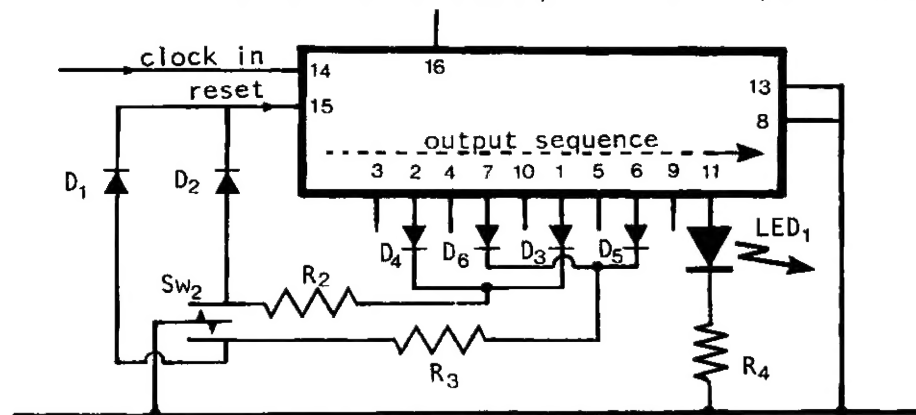 clock in
14
16
13
reset
15
8
output sequence
3 2 4 7 10 1 5 6 9 11
D1
D2
D4
D6
D3
D5
LED1
Sw2
R2
R3
R4